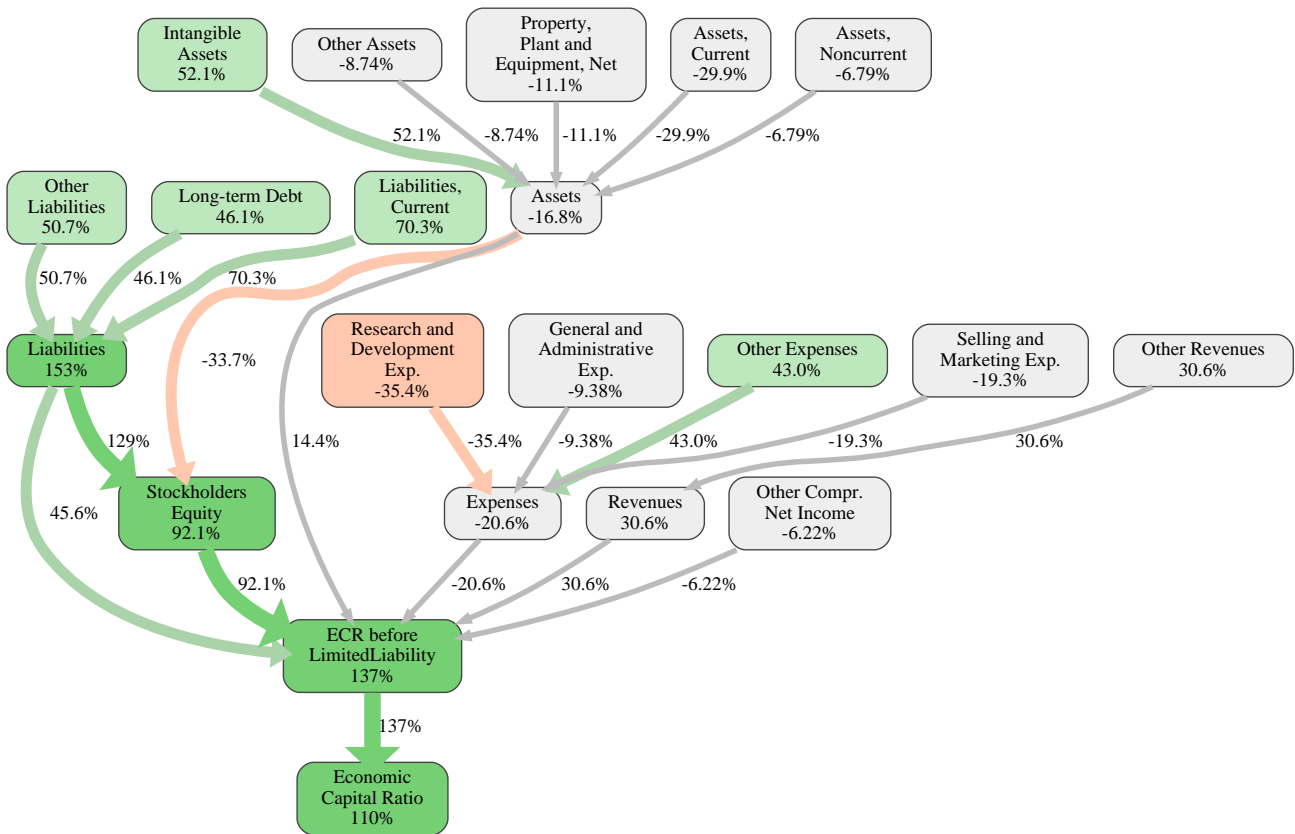 Intangible
Assets
52.1%
Other Assets
-8.74%
Property,
Plant and
Equipment, Net
-11.1%
Assets,
Current
-29.9%
Assets,
Noncurrent
-6.79%
52.1%
-8.74%
-11.1%
-29.9%
-6.79%
Other
Liabilities
50.7%
Long-term Debt
46.1%
Liabilities,
Current
70.3%
Assets
-16.8%
50.7%
46.1%
70.3%
Liabilities
153%
-33.7%
Research and
Development
Exp.
-35.4%
General and
Administrative
Exp.
-9.38%
Other Expenses
43.0%
Selling and
Marketing Exp.
-19.3%
Other Revenues
30.6%
129%
14.4%
-35.4%
-9.38%
43.0%
-19.3%
30.6%
45.6%
Stockholders
Equity
92.1%
Expenses
-20.6%
Revenues
30.6%
Other Compr.
Net Income
-6.22%
92.1%
-20.6%
30.6%
-6.22%
ECR before
LimitedLiability
137%
137%
Economic
Capital Ratio
110%